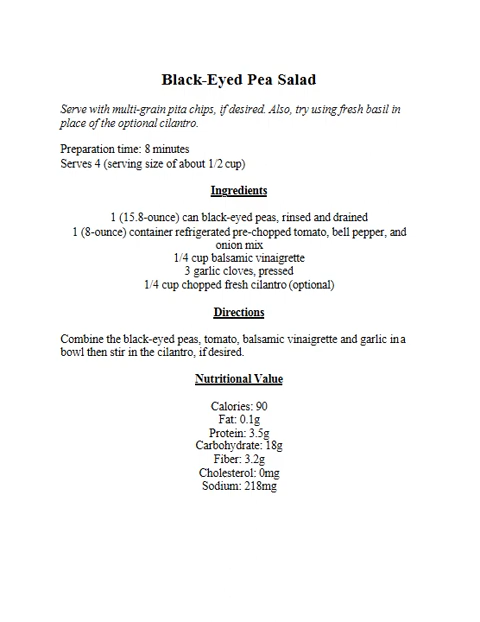 Black-Eyed Pea Salad
Serve with multi-grain pita chips, if desired. Also, try using fresh basil in
place of the optional cilantro.
Preparation time: 8 minutes
Serves 4 (serving size of about 1/2 cup)
Ingredients
1 (15.8-ounce) can black-eyed peas, rinsed and drained
1 (8-ounce) container refrigerated pre-chopped tomato, bell pepper, and
onion mix
1/4 cup balsamic vinaigrette
3 garlic cloves, pressed
1/4 cup chopped fresh cilantro (optional)
Directions
Combine the black-eyed peas, tomato, balsamic vinaigrette and garlic in a
bowl then stir in the cilantro, if desired.
Nutritional Value
Calories: 90
Fat: 0.1g
Protein: 3.5g
Carbohydrate: 18g
Fiber: 3.2g
Cholesterol: 0mg
Sodium: 218mg